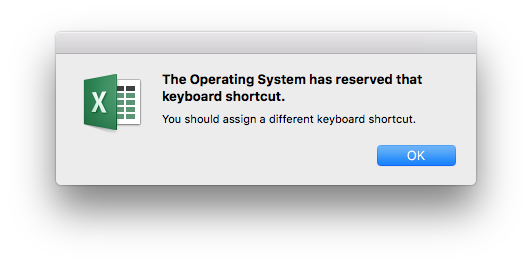 The Operating System has reserved that
keyboard shortcut.
You should assign a different keyboard shortcut.
X
OK